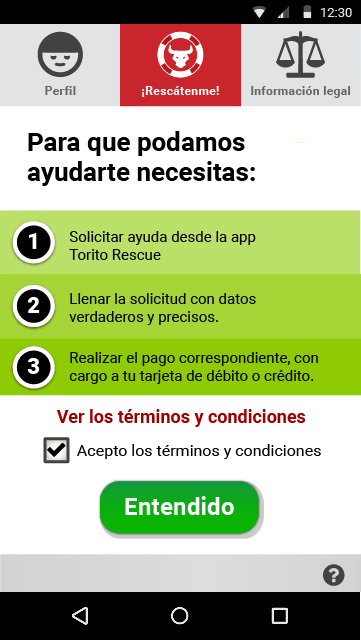 12:30
Perfil
¡Rescátenme!
Información legal
Para que podamos
ayudarte necesitas:
1
Solicitar ayuda desde la app
Torito Rescue
2
Llenar la solicitud con datos
verdaderos y precisos.
3
Realizar el pago correspondiente, con
cargo a tu tarjeta de débito o crédito.
Ver los términos y condiciones
Acepto los términos y condiciones
Entendido
?